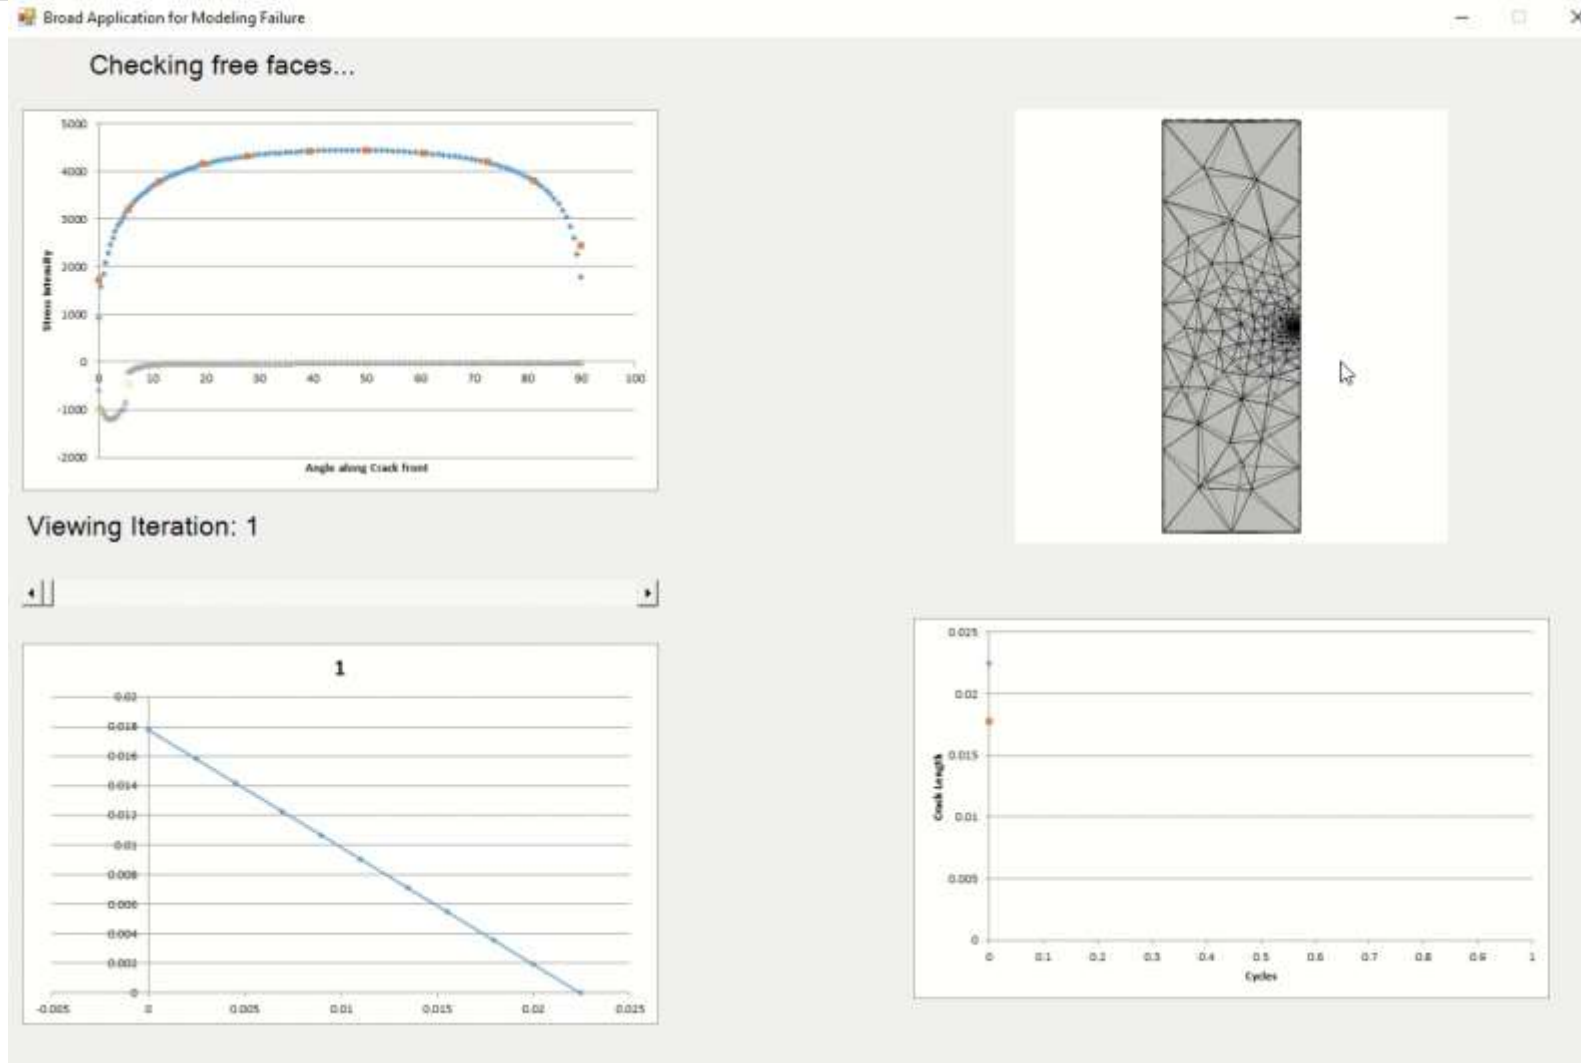 Broad Application for Modeling Failure
Checking free faces...
5000
4000
3000
2000
1000
0
-1000
-2000
0 10 20 30 40 50 60 70 80 90 100
Stress Intensity
Angle along Crack front
Viewing Iteration: 1
1
0.02
0.018
0.016
0.014
0.012
0.01
0.008
0.006
0.004
0.002
0
-0.005 0 0.005 0.01 0.015 0.02 0.025
0.025
0.02
0.015
0.01
0.005
0
Crack Length
0 0.1 0.2 0.3 0.4 0.5 0.6 0.7 0.8 0.9 1
Cycles